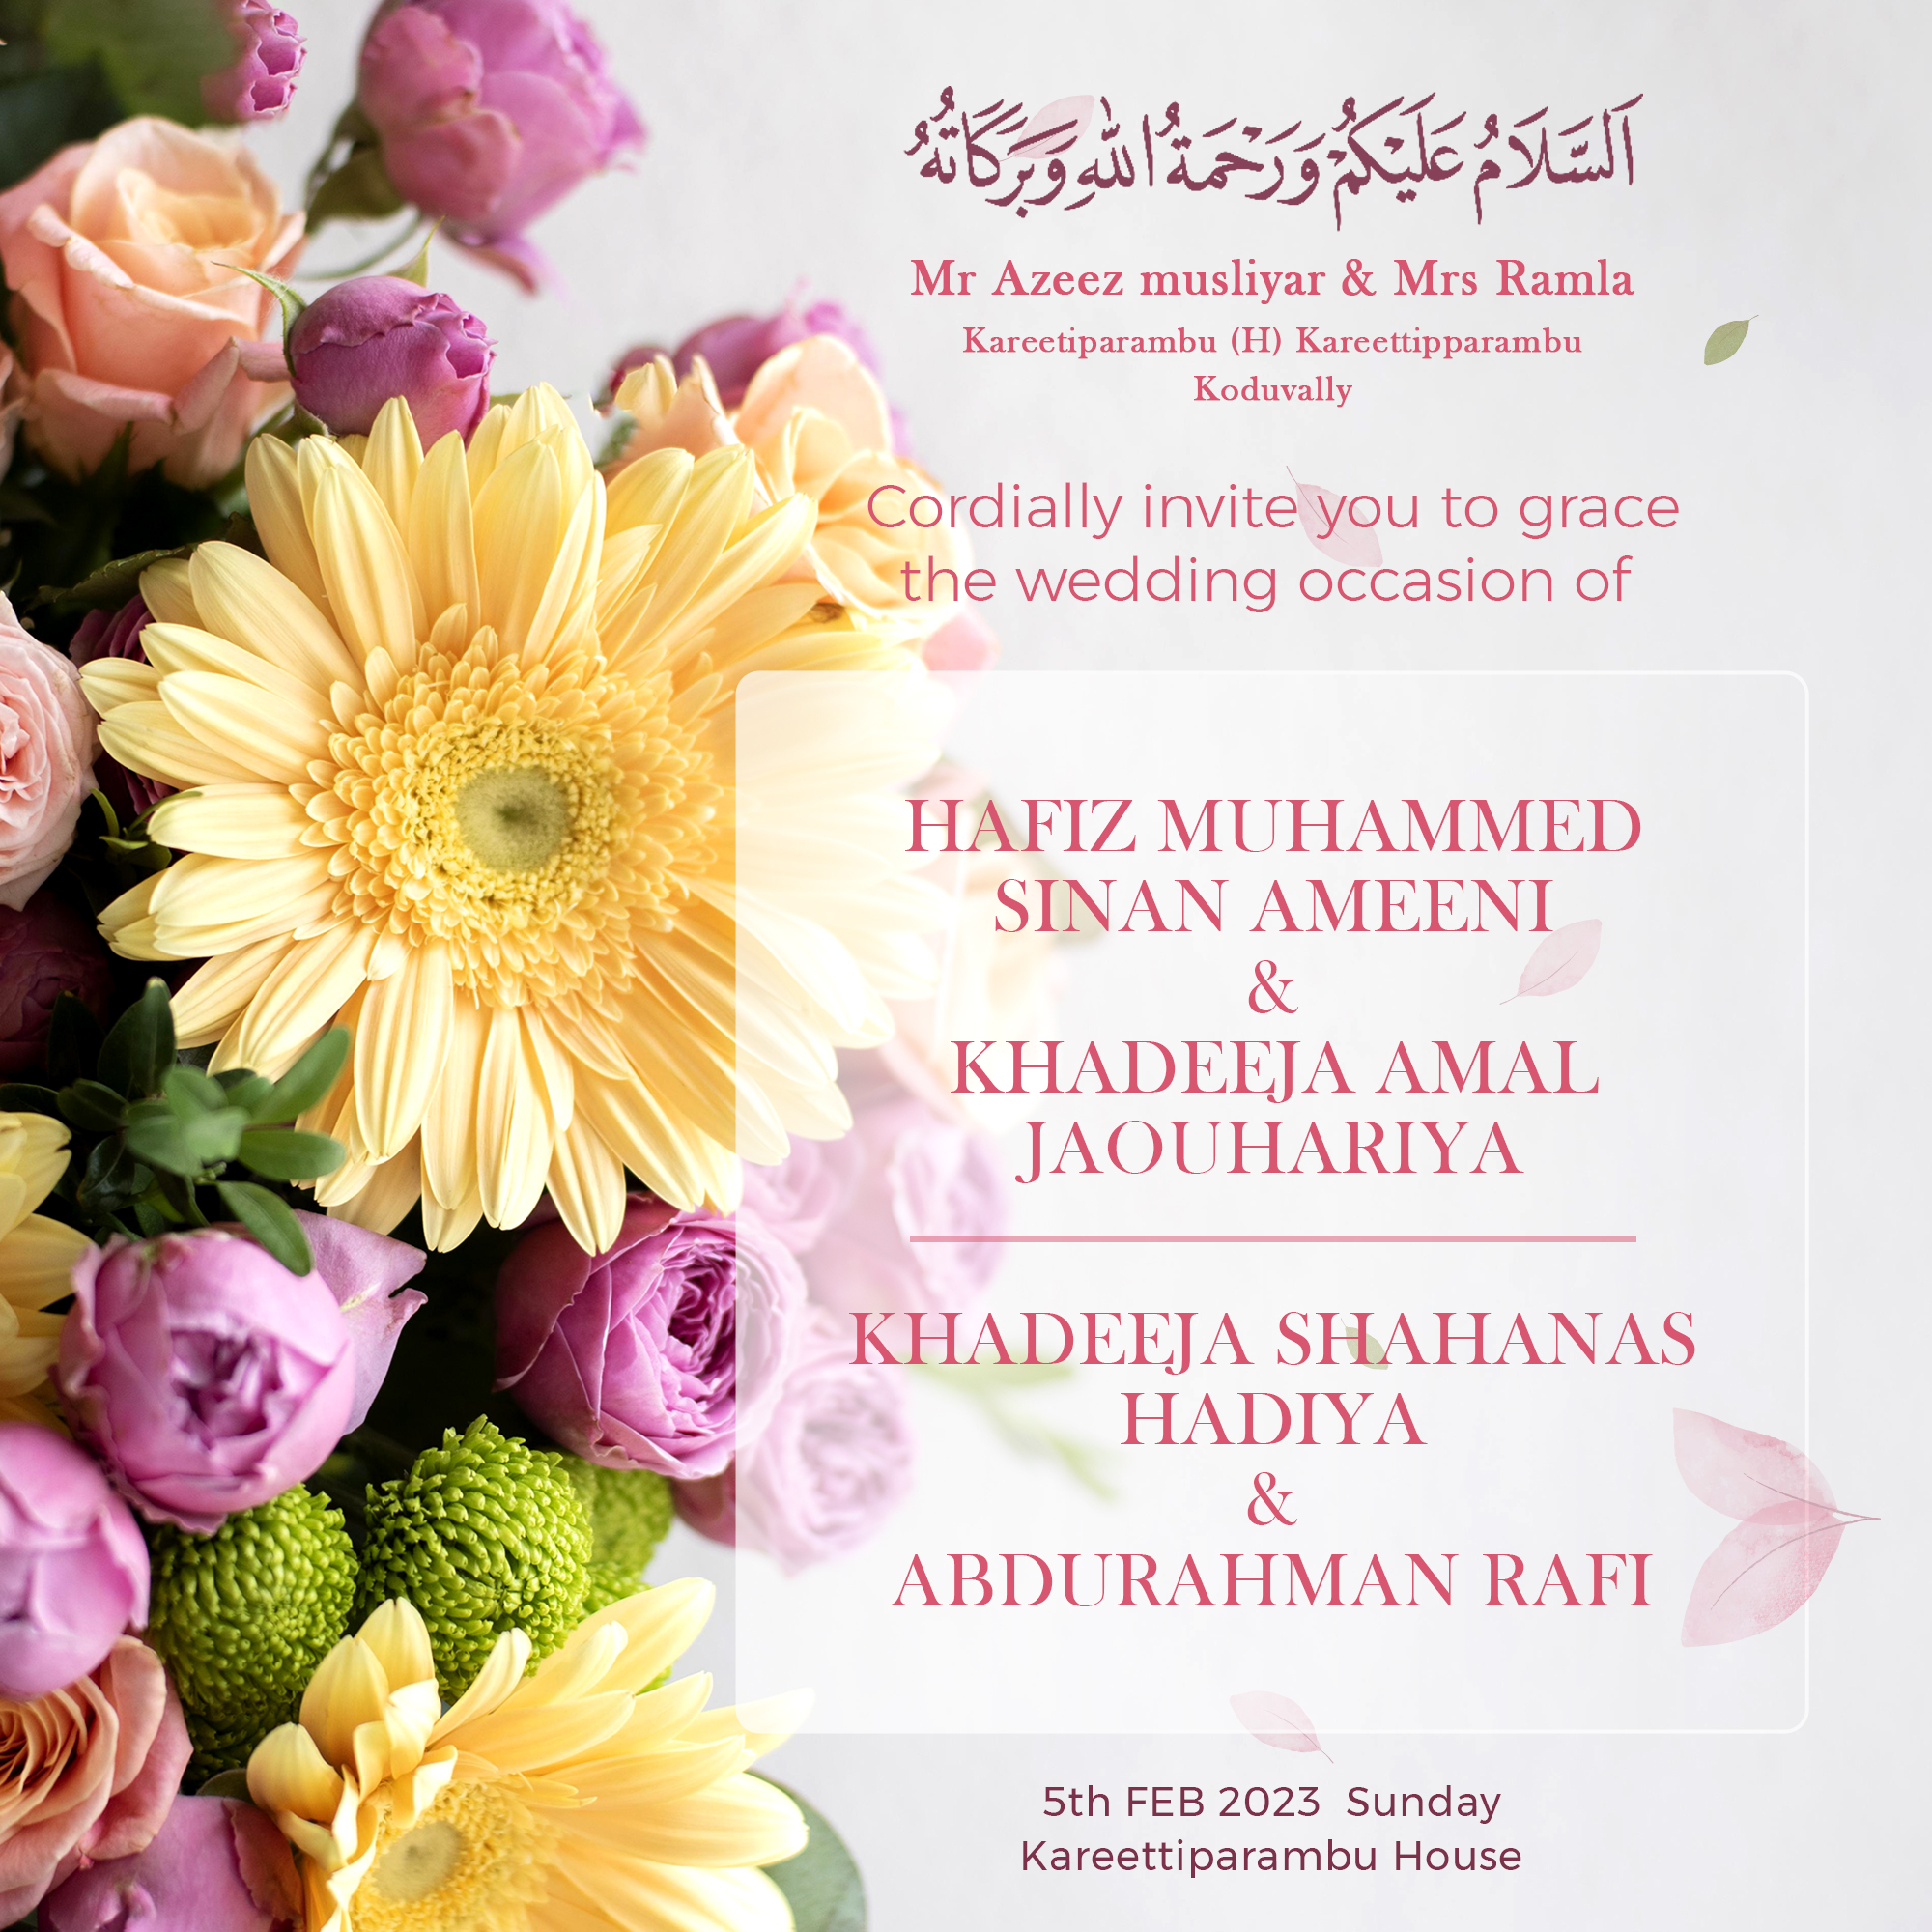 اَلسَّلَامُ عَلَيْكُمْ وَرَحْمَةُ اللهِ وَبَرَكَاتُهُ
Mr Azeez musliyar & Mrs Ramla
Kareetiparambu (H) Kareettipparambu
Koduvally
Cordially invite you to grace
the wedding occasion of
HAFIZ MUHAMMED
SINAN AMEENI
&
KHADEEJA AMAL
JAOUHARIYA
KHADEEJA SHAHANAS
HADIYA
&
ABDURAHMAN RAFI
5th FEB 2023  Sunday
Kareettiparambu House